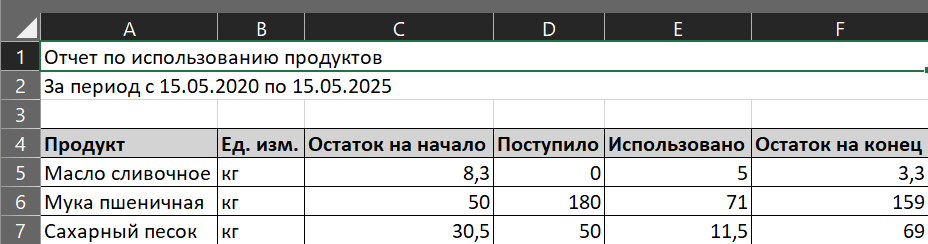 A B C D E F
1 Отчет по использованию продуктов
2 За период с 15.05.2020 по 15.05.2025
3
4 Продукт Ед. изм. Остаток на начало Поступило Использовано Остаток на конец
5 Масло сливочное кг 8,3 0 5 3,3
6 Мука пшеничная кг 50 180 71 159
7 Сахарный песок кг 30,5 50 11,5 69